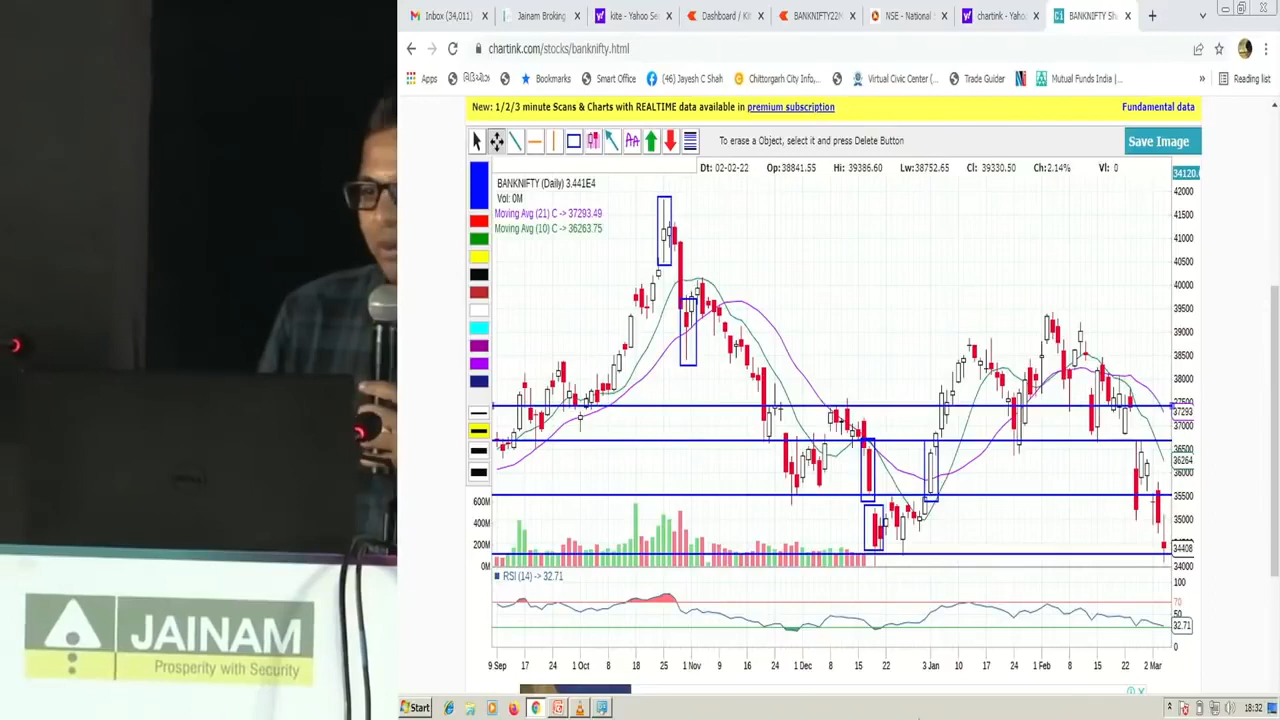 Inbox (34,011)
Jainam Broking
kite - Yahoo Se
Dashboard / Ki
BANKNIFTY22
NSE - National
chartink - Yahoo
BANKNIFTY Sh
chartink.com/stocks/banknifty.html
Apps
વિડિયોઝ
Bookmarks
Smart Office
(46) Jayesh C Shah
Chittorgarh City Info,...
Virtual Civic Center (...
Trade Guider
Mutual Funds India |...
»
Reading list
New: 1/2/3 minute Scans & Charts with REALTIME data available in premium subscription
Fundamental data
To erase a Object, select it and press Delete Button
Save Image
Dt: 02-02-22 Op:38841.55 Hi: 39386.60 Lw:38752.65 Cl: 39330.50 Ch:2.14% Vl: 0
34120.0
BANKNIFTY (Daily) 3.441E4
Vol: 0M
Moving Avg (21) C -> 37293.49
Moving Avg (10) C -> 36263.75
42000
41500
41000
40500
40000
39500
39000
38500
38000
37500
37293
37000
36500
36264
36000
35500
35000
34408
34000
600M
400M
200M
0M
RSI (14) -> 32.71
100
70
50
32.71
0
9 Sep 17 24 1 Oct 8 18 25 1 Nov 9 16 24 1 Dec 8 15 22 3 Jan 10 17 24 1 Feb 8 15 22 2 Mar
Start
18:32
JAINAM
Prosperity with Security